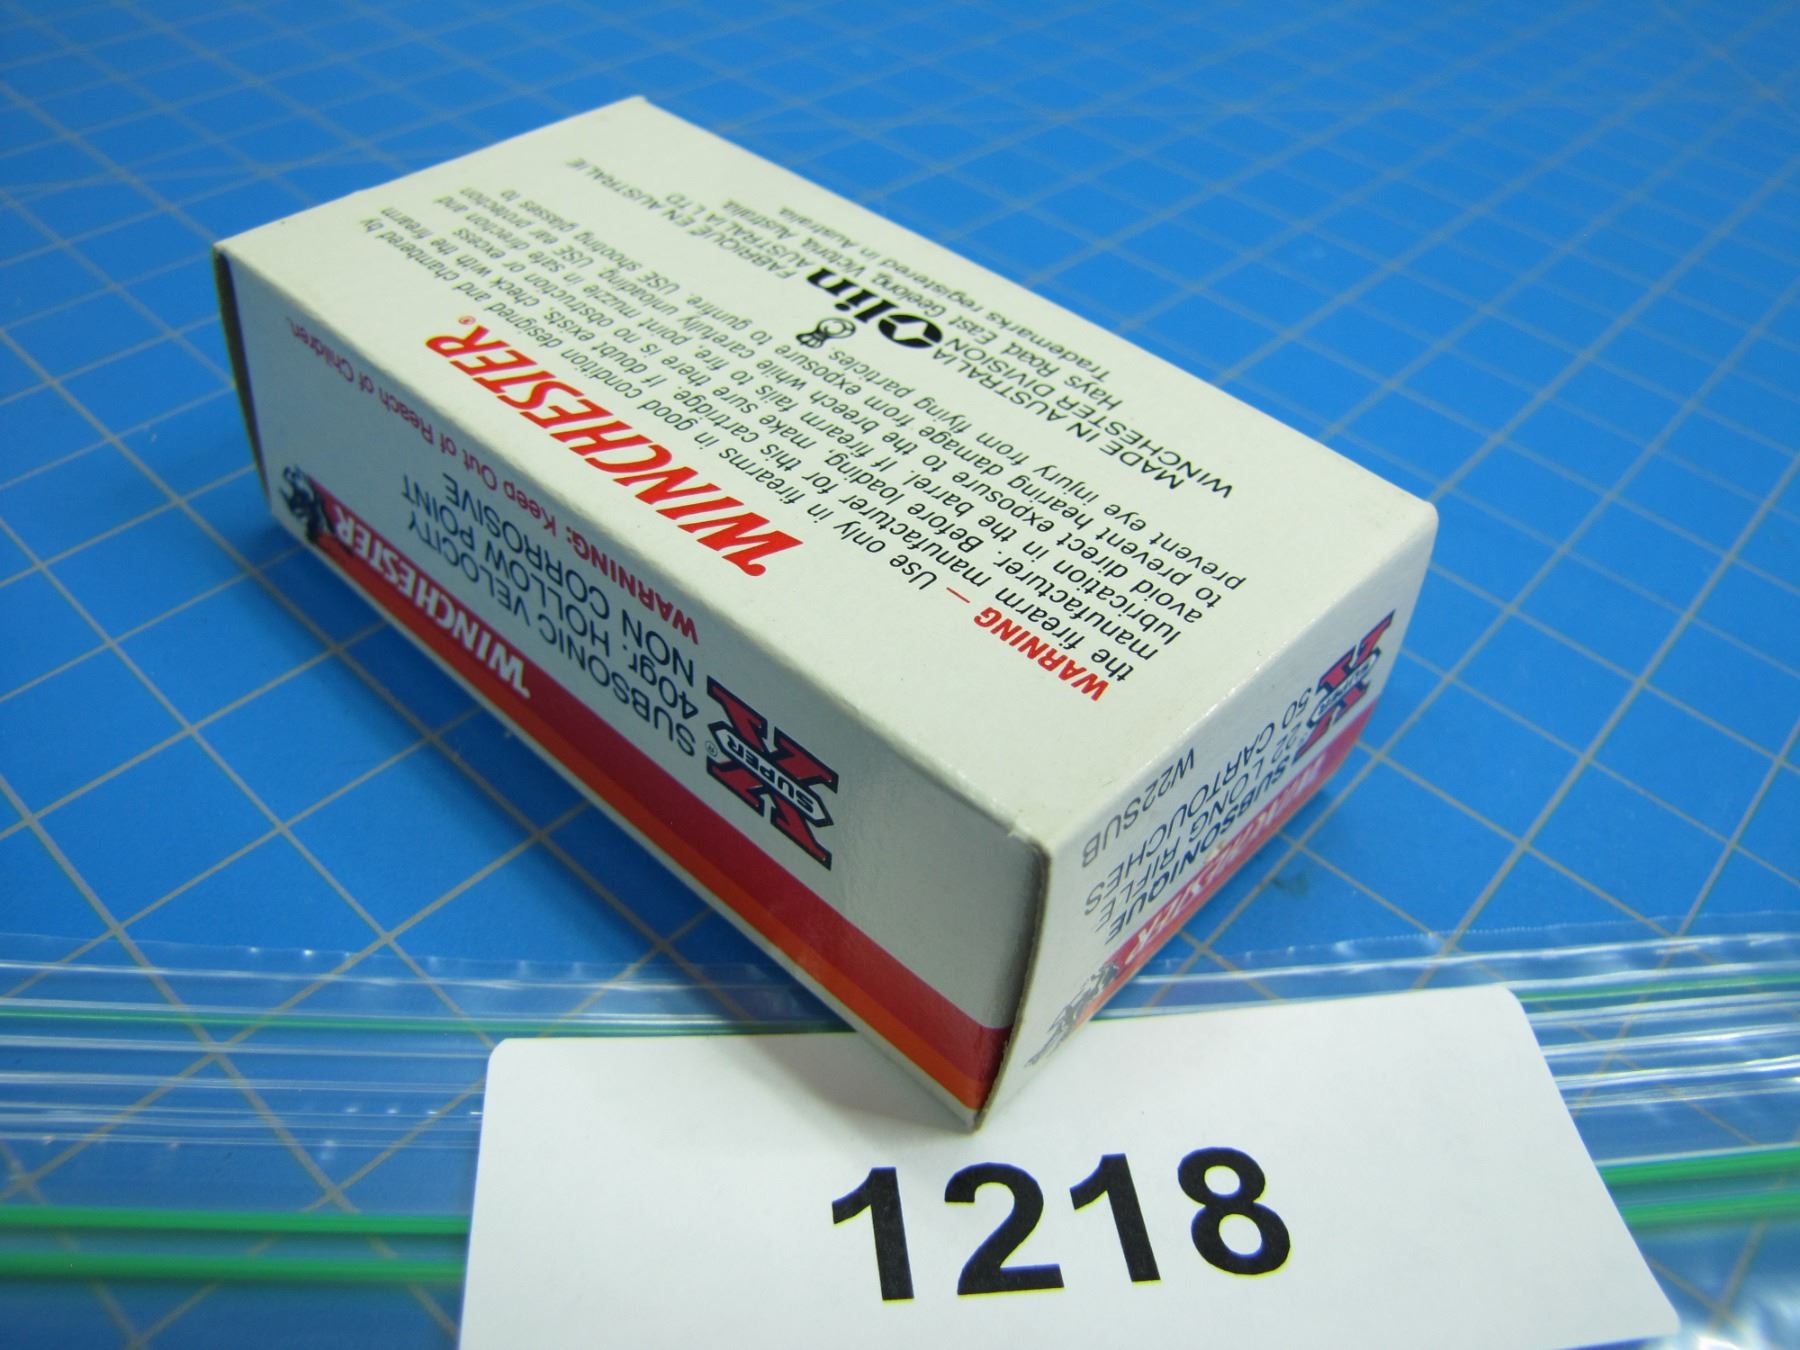 WINCHESTER®
WARNING — Use only in firearms in good condition designed and chambered by
the firearm manufacturer for this cartridge. If doubt exists, check with the firearm
manufacturer. Before loading, make sure there is no obstruction or excess
lubrication in the barrel. If firearm fails to fire, point muzzle in safe direction and
avoid direct exposure to the breech while carefully unloading. USE ear protection
to prevent hearing damage from exposure to gunfire. USE shooting glasses to
prevent eye injury from flying particles.
MADE IN AUSTRALIA
Olin
FABRIQUÉ EN AUSTRALIE
WINCHESTER DIVISION
AUSTRALIA LTD
Hays Road, East Geelong, Victoria, Australia.
Trademarks registered in Australia.
SUPER X®
SUBSONIC VELOCITY
40gr. HOLLOW POINT
NON CORROSIVE
WARNING: Keep Out of Reach of Children.
WINCHESTER
SUPER X
SUBSONIQUE
.22 LONG RIFLE
50 CARTOUCHES
W22SUB
WINCHESTER
1218